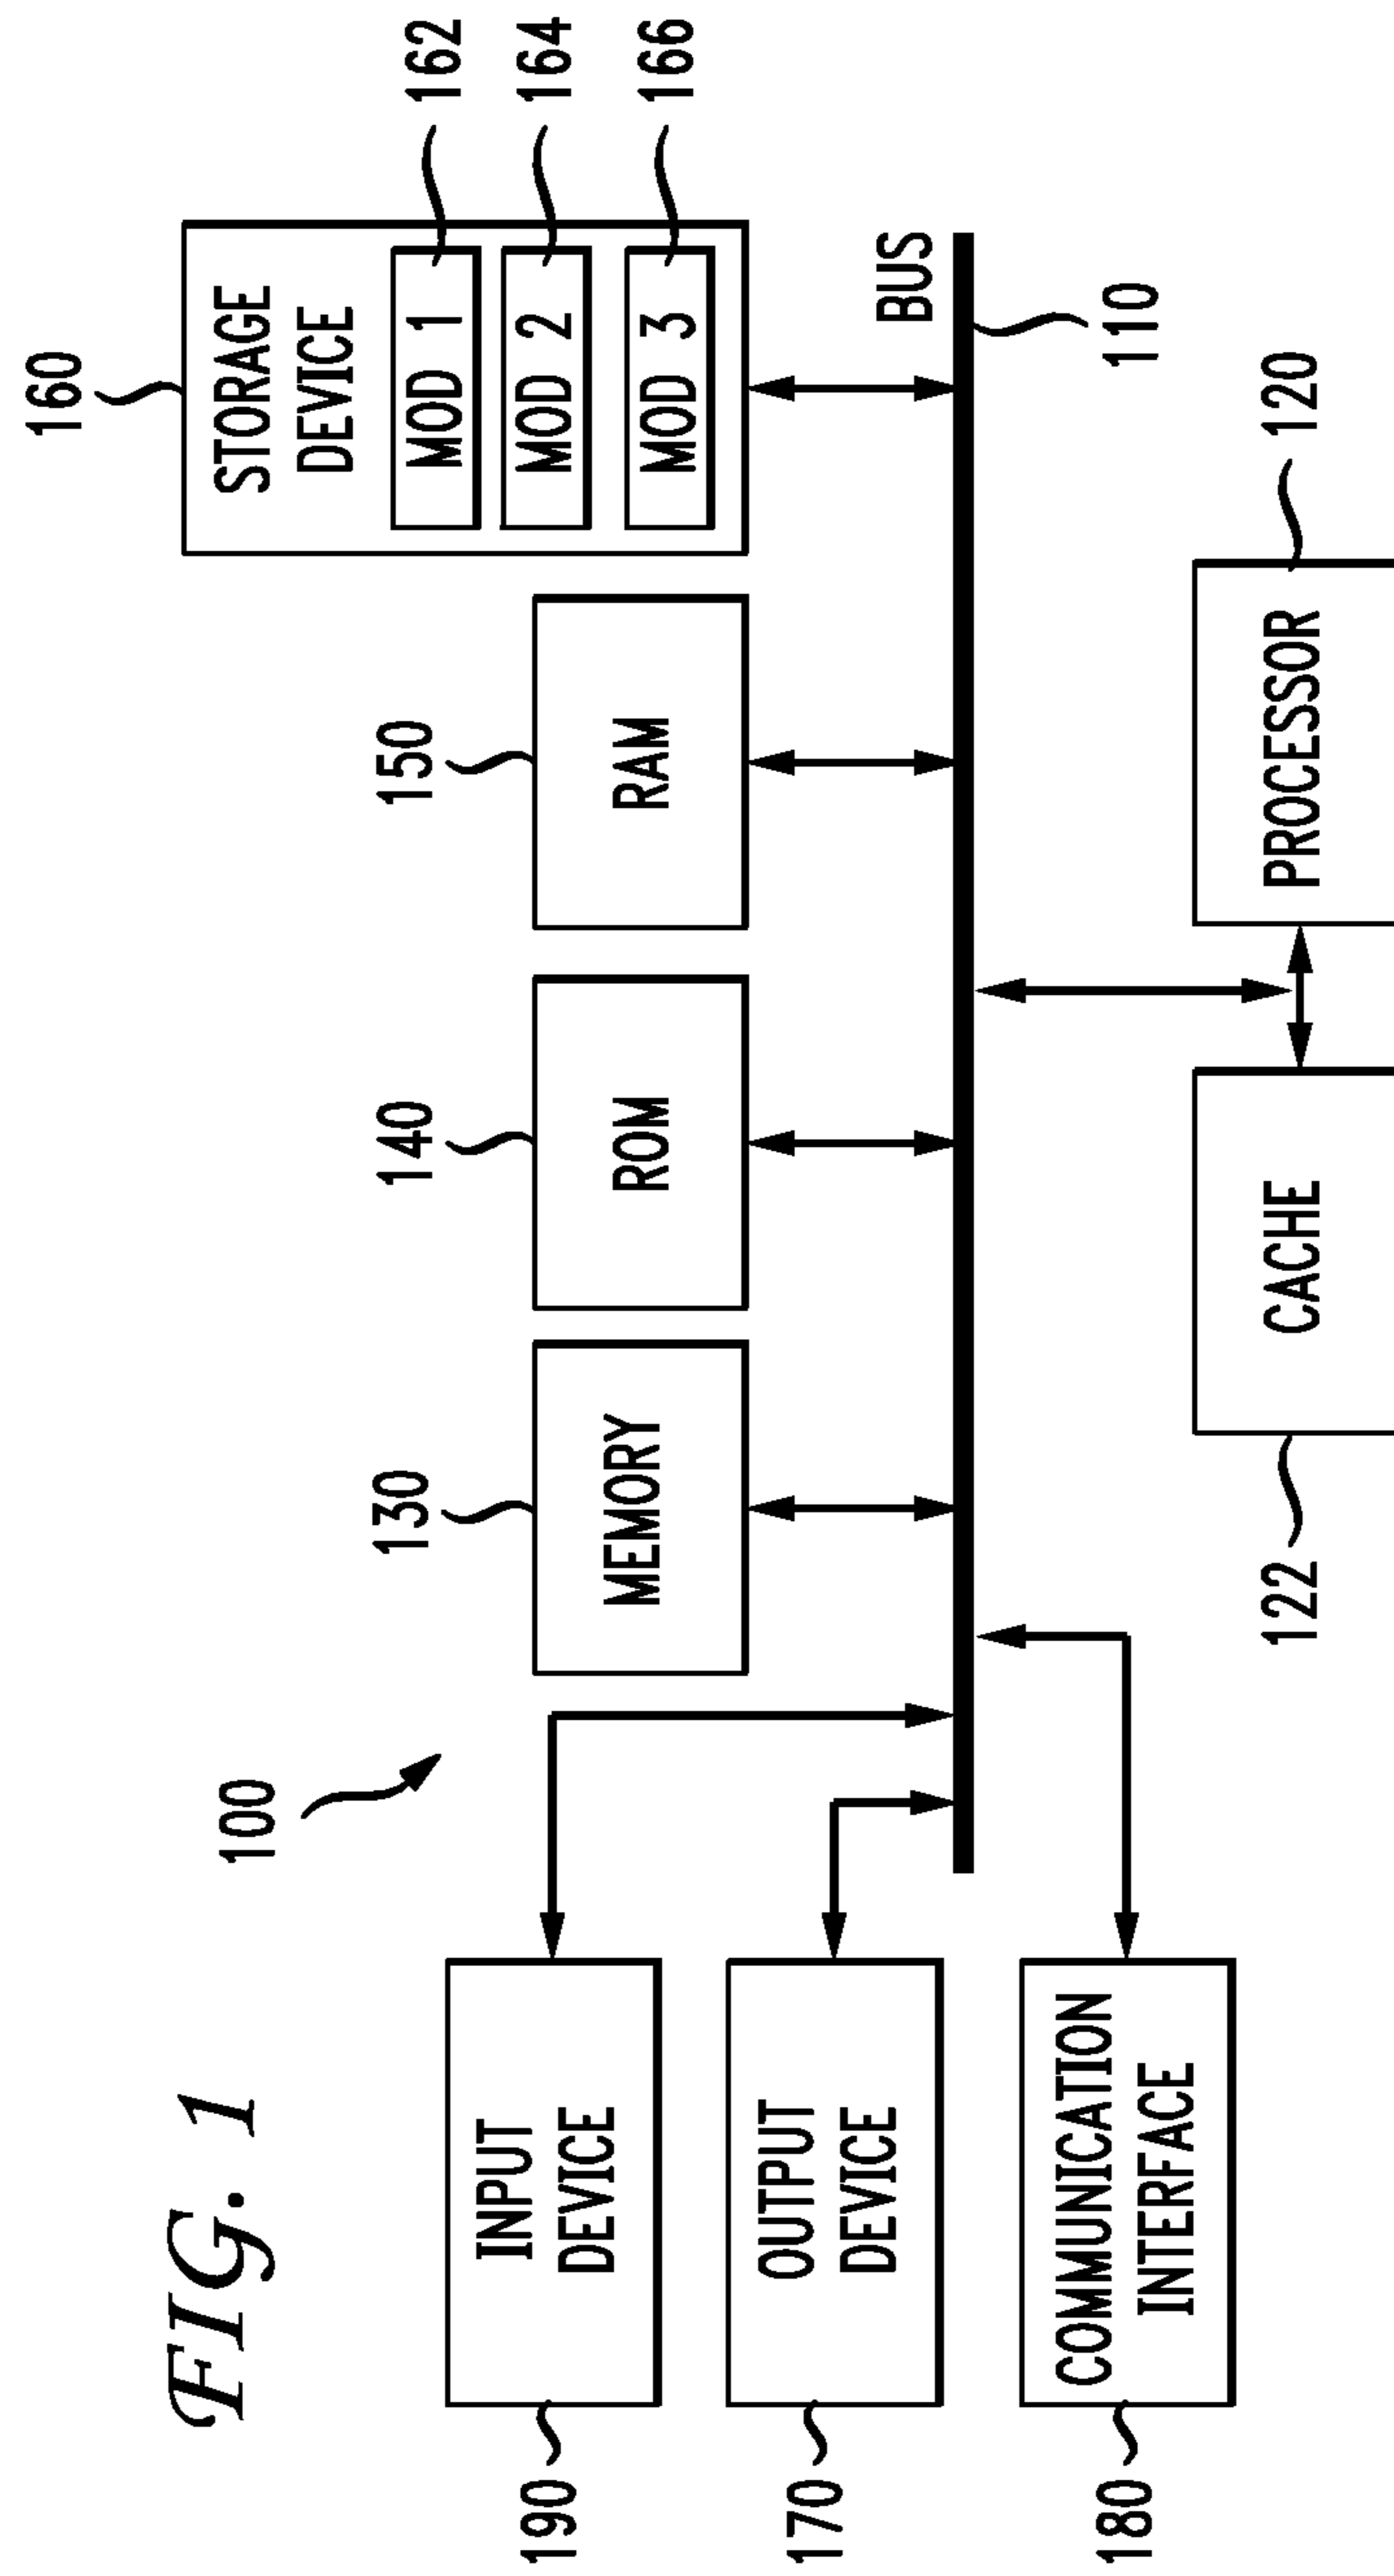 FIG. 1
100
160
STORAGE
DEVICE
MOD 1
162
MOD 2
164
MOD 3
166
130
140
150
MEMORY
ROM
RAM
190
INPUT
DEVICE
170
OUTPUT
DEVICE
BUS
110
180
COMMUNICATION
INTERFACE
122
CACHE
PROCESSOR
120